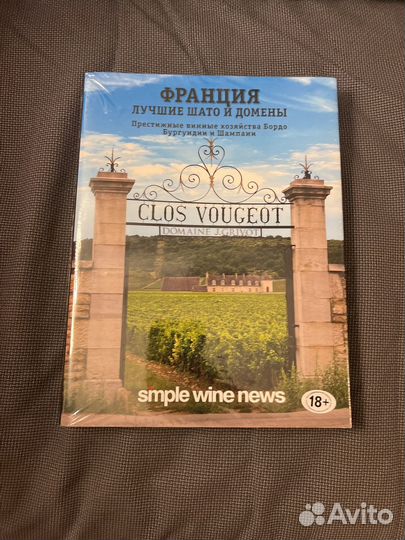 ФРАНЦИЯ
ЛУЧШИЕ ШАТО И ДОМЕНЫ
Престижные винные хозяйства Бордо
Бургундии и Шампани
CLOS VOUGEOT
DOMAINE J.GRIVOT
simple wine news
18+
Avito